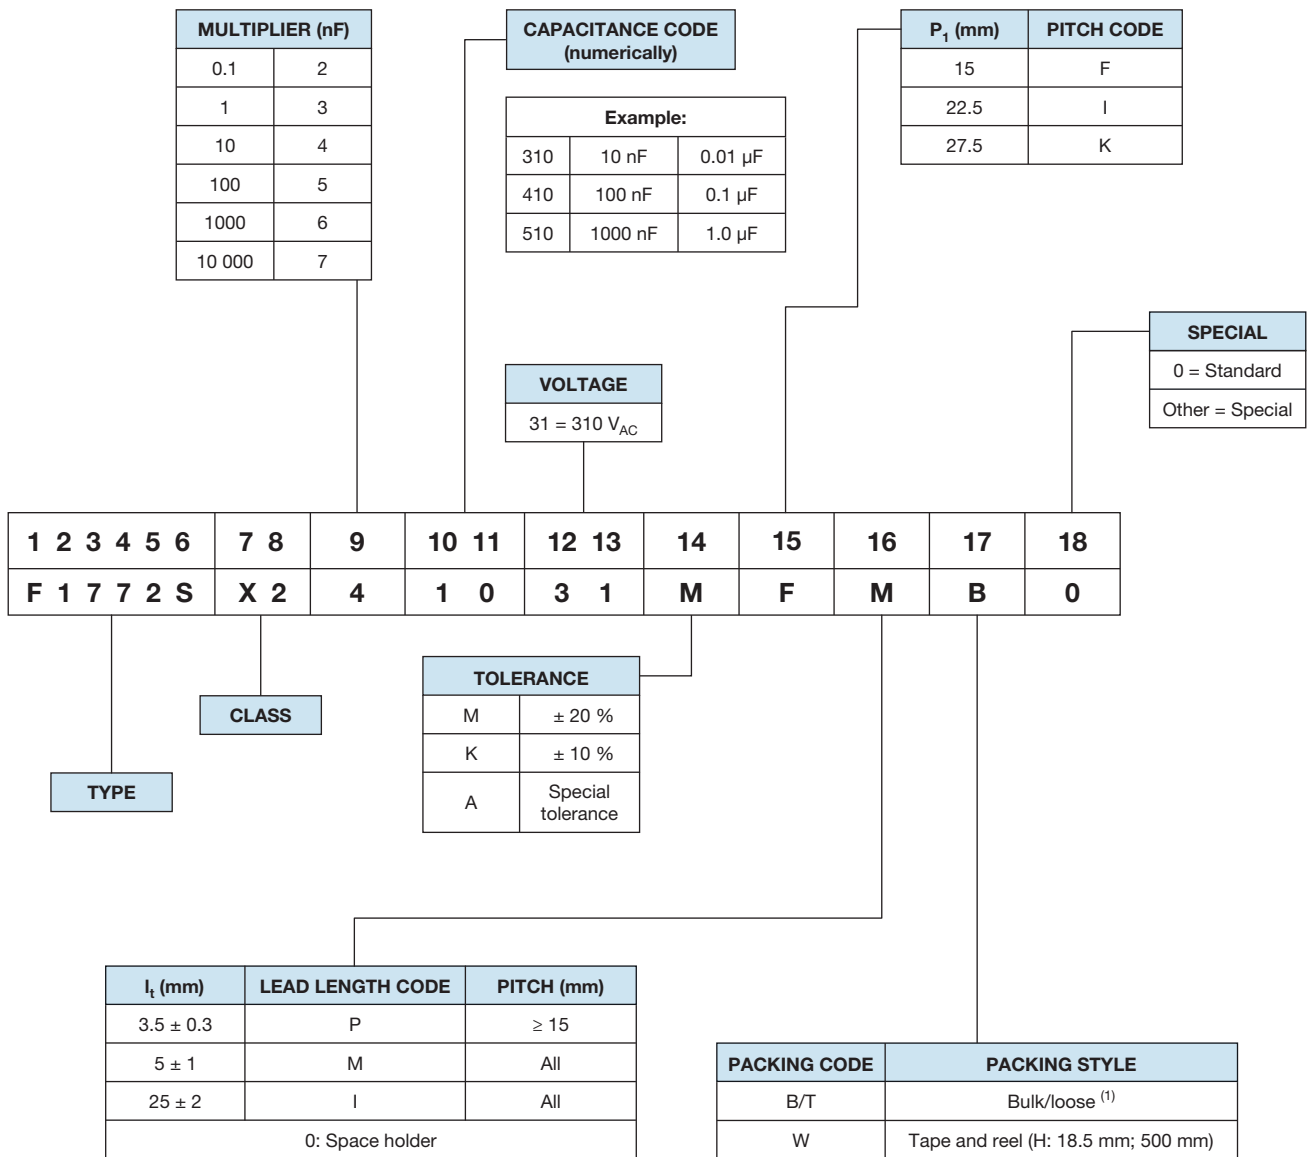 MULTIPLIER (nF)
0.1 2
1 3
10 4
100 5
1000 6
10 000 7
CAPACITANCE CODE
(numerically)
Example:
310 10 nF 0.01 µF
410 100 nF 0.1 µF
510 1000 nF 1.0 µF
P1 (mm) PITCH CODE
15 F
22.5 I
27.5 K
SPECIAL
0 = Standard
Other = Special
VOLTAGE
31 = 310 VAC
1 2 3 4 5 6 7 8 9 10 11 12 13 14 15 16 17 18
F 1 7 7 2 S X 2 4 1 0 3 1 M F M B 0
TOLERANCE
M ± 20 %
K ± 10 %
A Special
tolerance
CLASS
TYPE
lt (mm) LEAD LENGTH CODE PITCH (mm)
3.5 ± 0.3 P ≥ 15
5 ± 1 M All
25 ± 2 I All
0: Space holder
PACKING CODE PACKING STYLE
B/T Bulk/loose (1)
W Tape and reel (H: 18.5 mm; 500 mm)